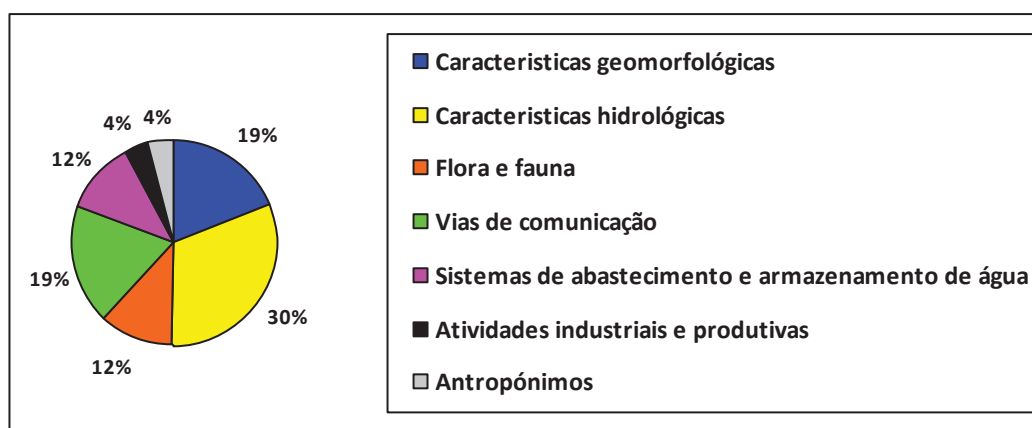 4%
4%
19%
12%
19%
30%
12%
Caracteristicas geomorfológicas
Caracteristicas hidrológicas
Flora e fauna
Vias de comunicação
Sistemas de abastecimento e armazenamento de água
Atividades industriais e produtivas
Antropónimos